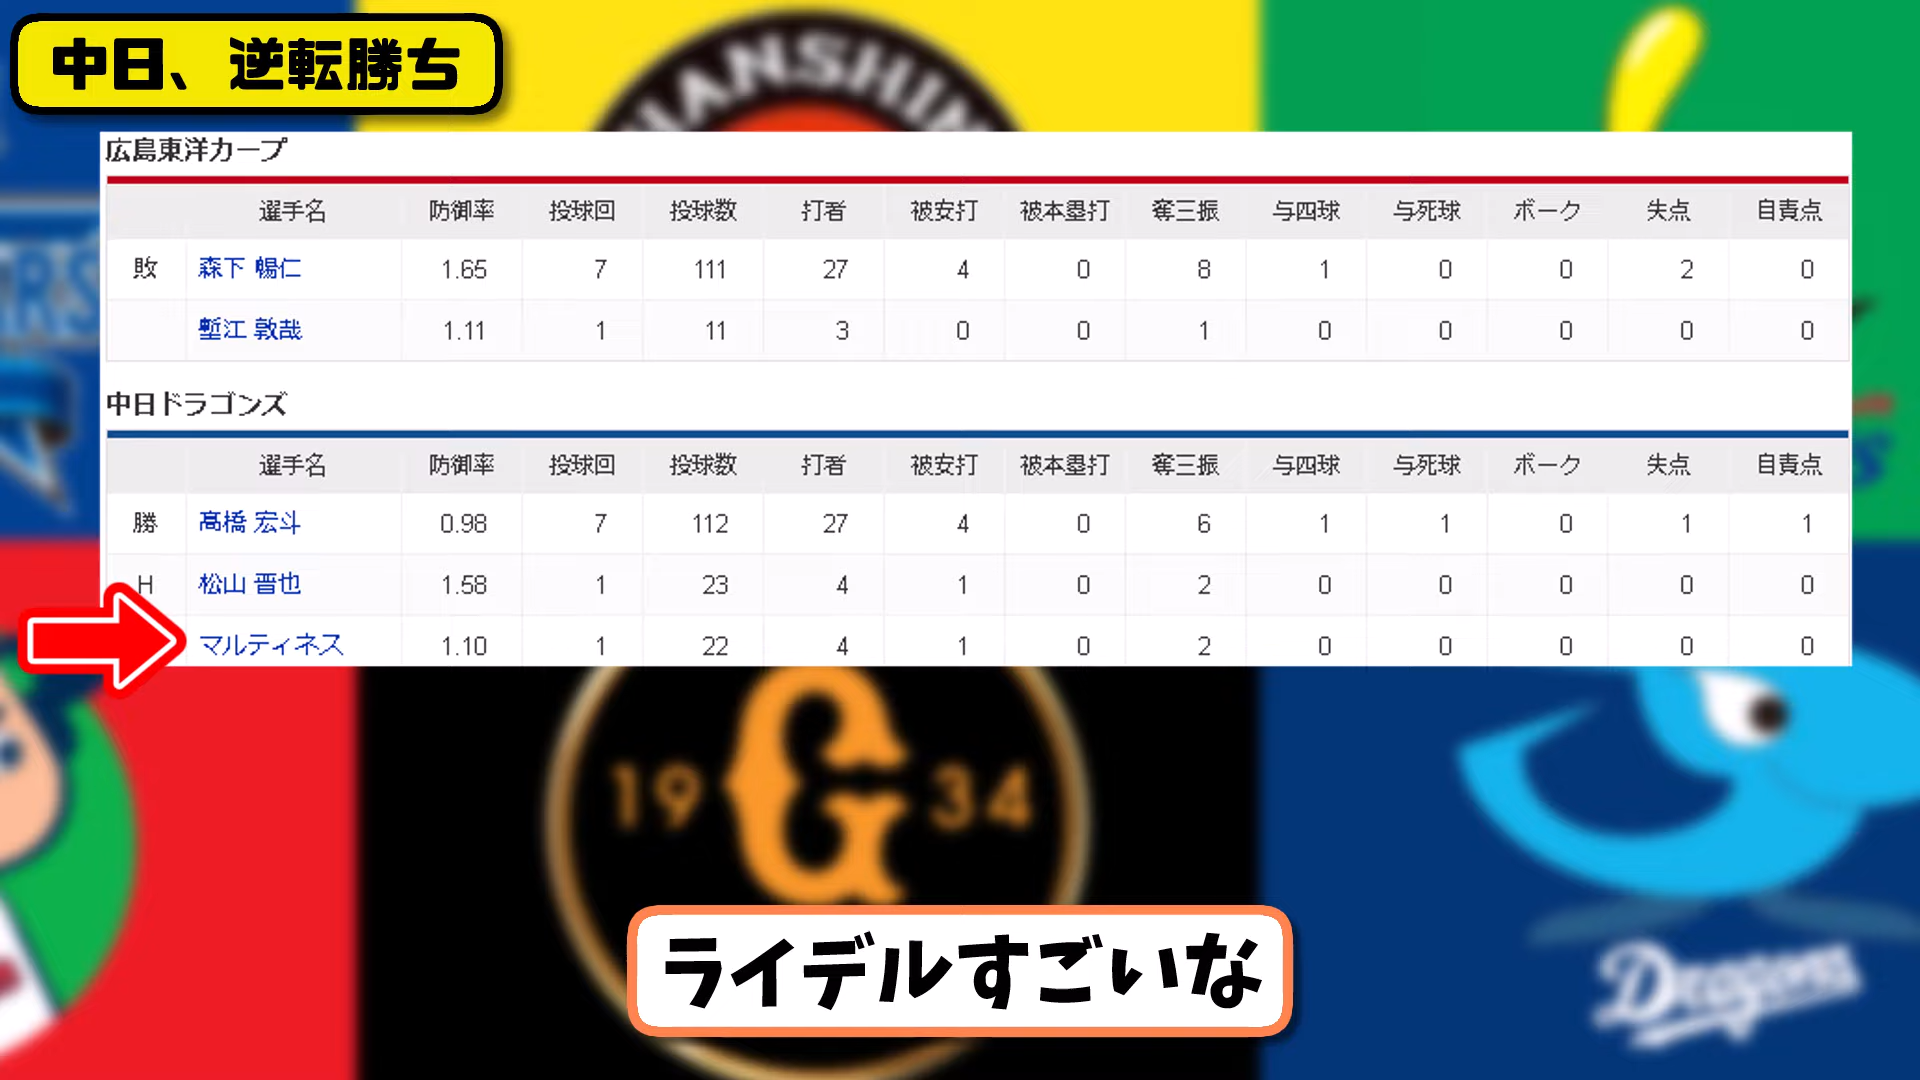 中日、逆転勝ち
HANSHIN
広島東洋カープ
選手名 防御率 投球回 投球数 打者 被安打 被本塁打 奪三振 与四球 与死球 ボーク 失点 自責点
敗 森下 暢仁 1.65 7 111 27 4 0 8 1 0 0 2 0
塹江 敦哉 1.11 1 11 3 0 0 1 0 0 0 0 0
中日ドラゴンズ
選手名 防御率 投球回 投球数 打者 被安打 被本塁打 奪三振 与四球 与死球 ボーク 失点 自責点
勝 髙橋 宏斗 0.98 7 112 27 4 0 6 1 1 0 1 1
H 松山 晋也 1.58 1 23 4 1 0 2 0 0 0 0 0
マルティネス 1.10 1 22 4 1 0 2 0 0 0 0 0
19 G 34
ライデルすごいな
Dragons